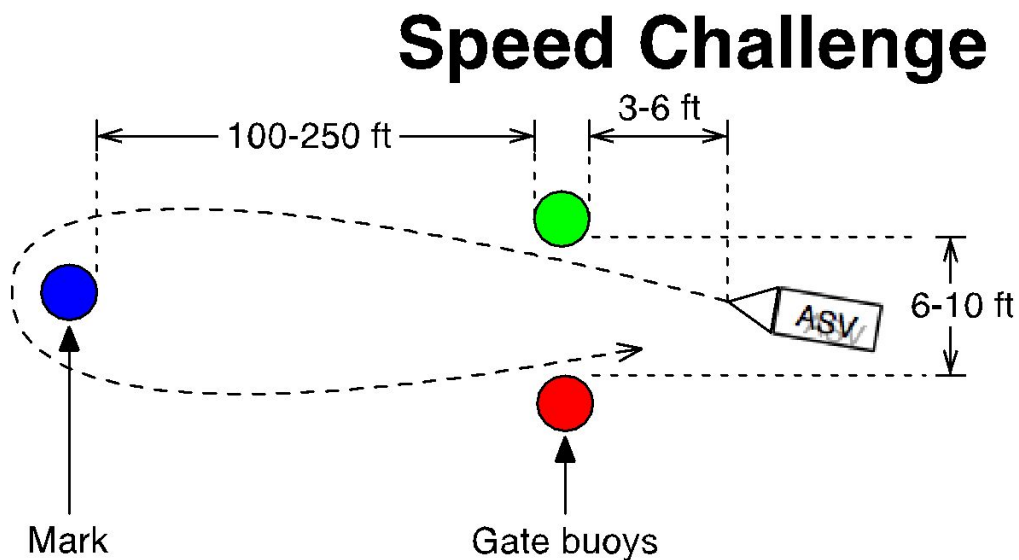 Speed Challenge
3-6 ft
100-250 ft
6-10 ft
ASV
Mark
Gate buoys